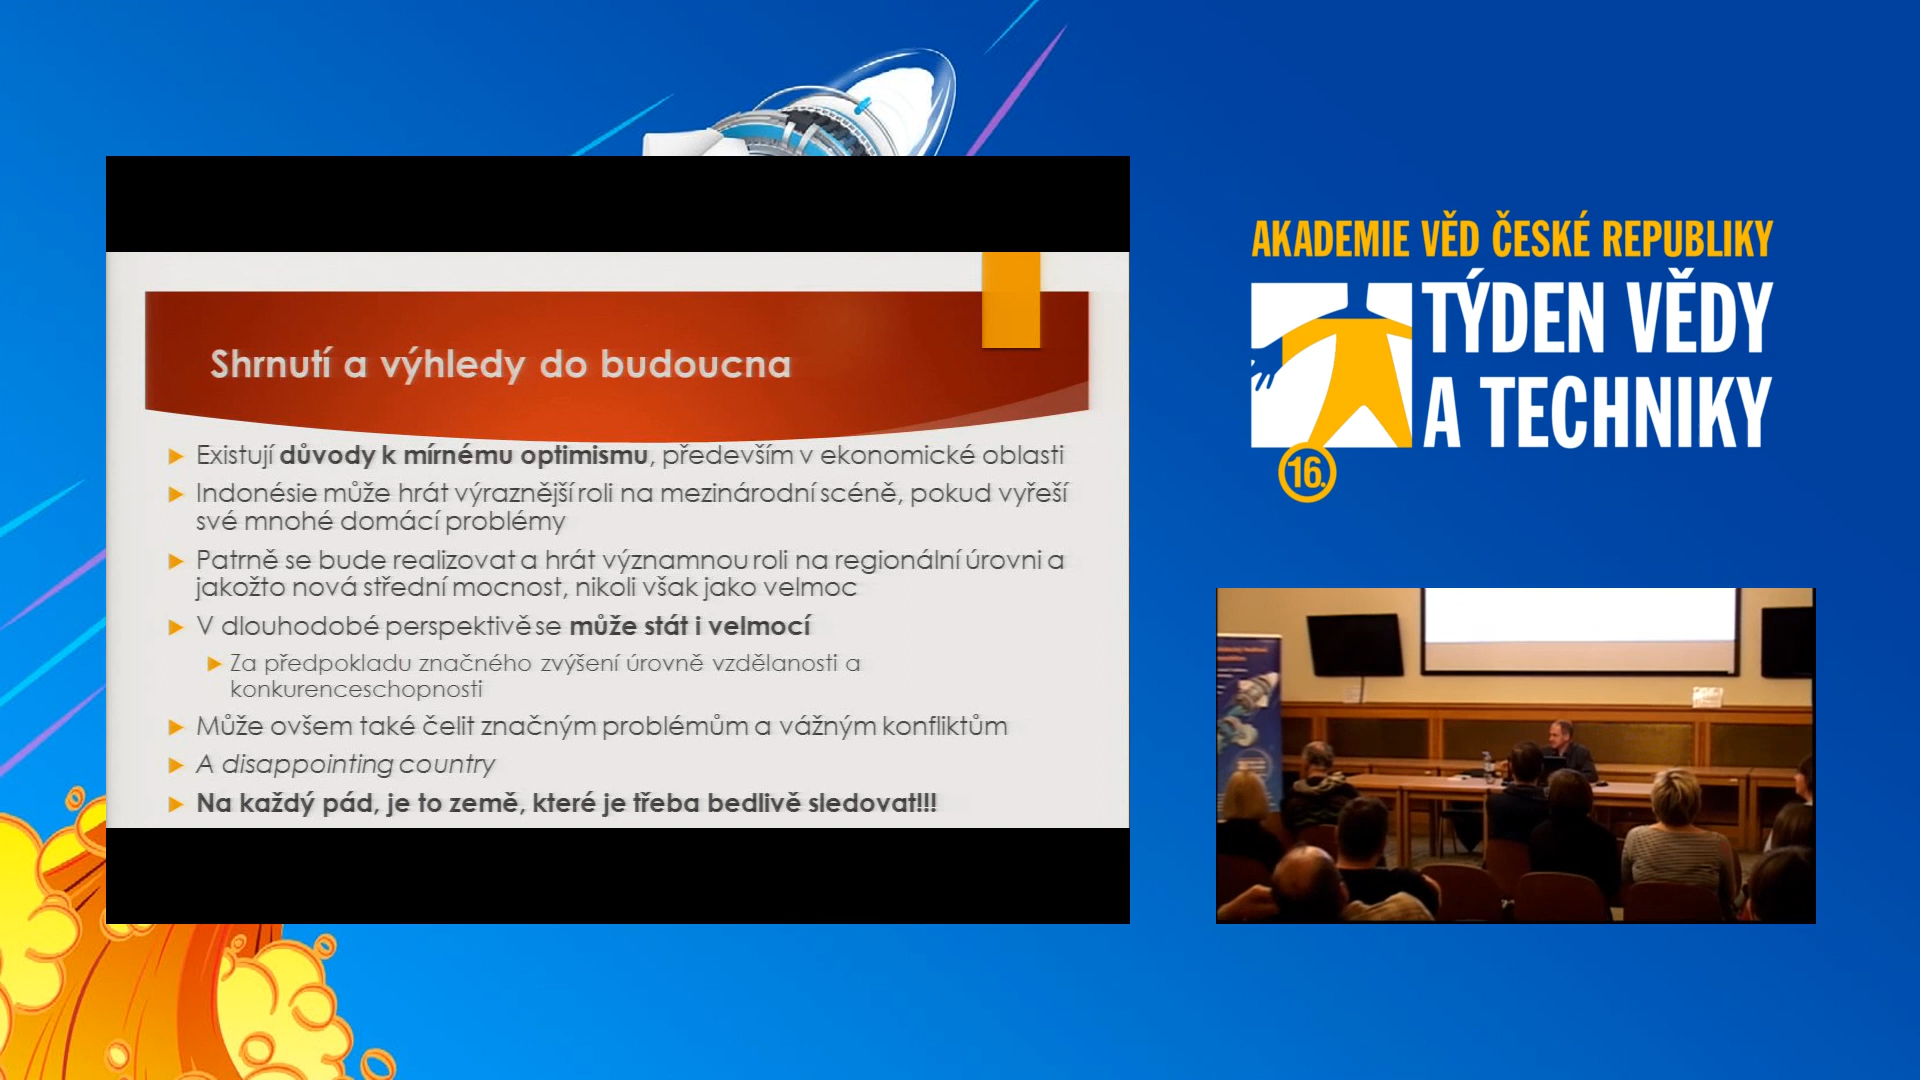 Shrnutí a výhledy do budoucna
Existují důvody k mírnému optimismu, především v ekonomické oblasti
Indonésie může hrát výraznější roli na mezinárodní scéně, pokud vyřeší
své mnohé domácí problémy
Patrně se bude realizovat a hrát významnou roli na regionální úrovni a
jakožto nová střední mocnost, nikoli však jako velmoc
V dlouhodobé perspektivě se může stát i velmocí
Za předpokladu značného zvýšení úrovně vzdělanosti a
konkurenceschopnosti
Může ovšem také čelit značným problémům a vážným konfliktům
A disappointing country
Na každý pád, je to země, které je třeba bedlivě sledovat!!!
AKADEMIE VĚD ČESKÉ REPUBLIKY
TÝDEN VĚDY
A TECHNIKY
16.